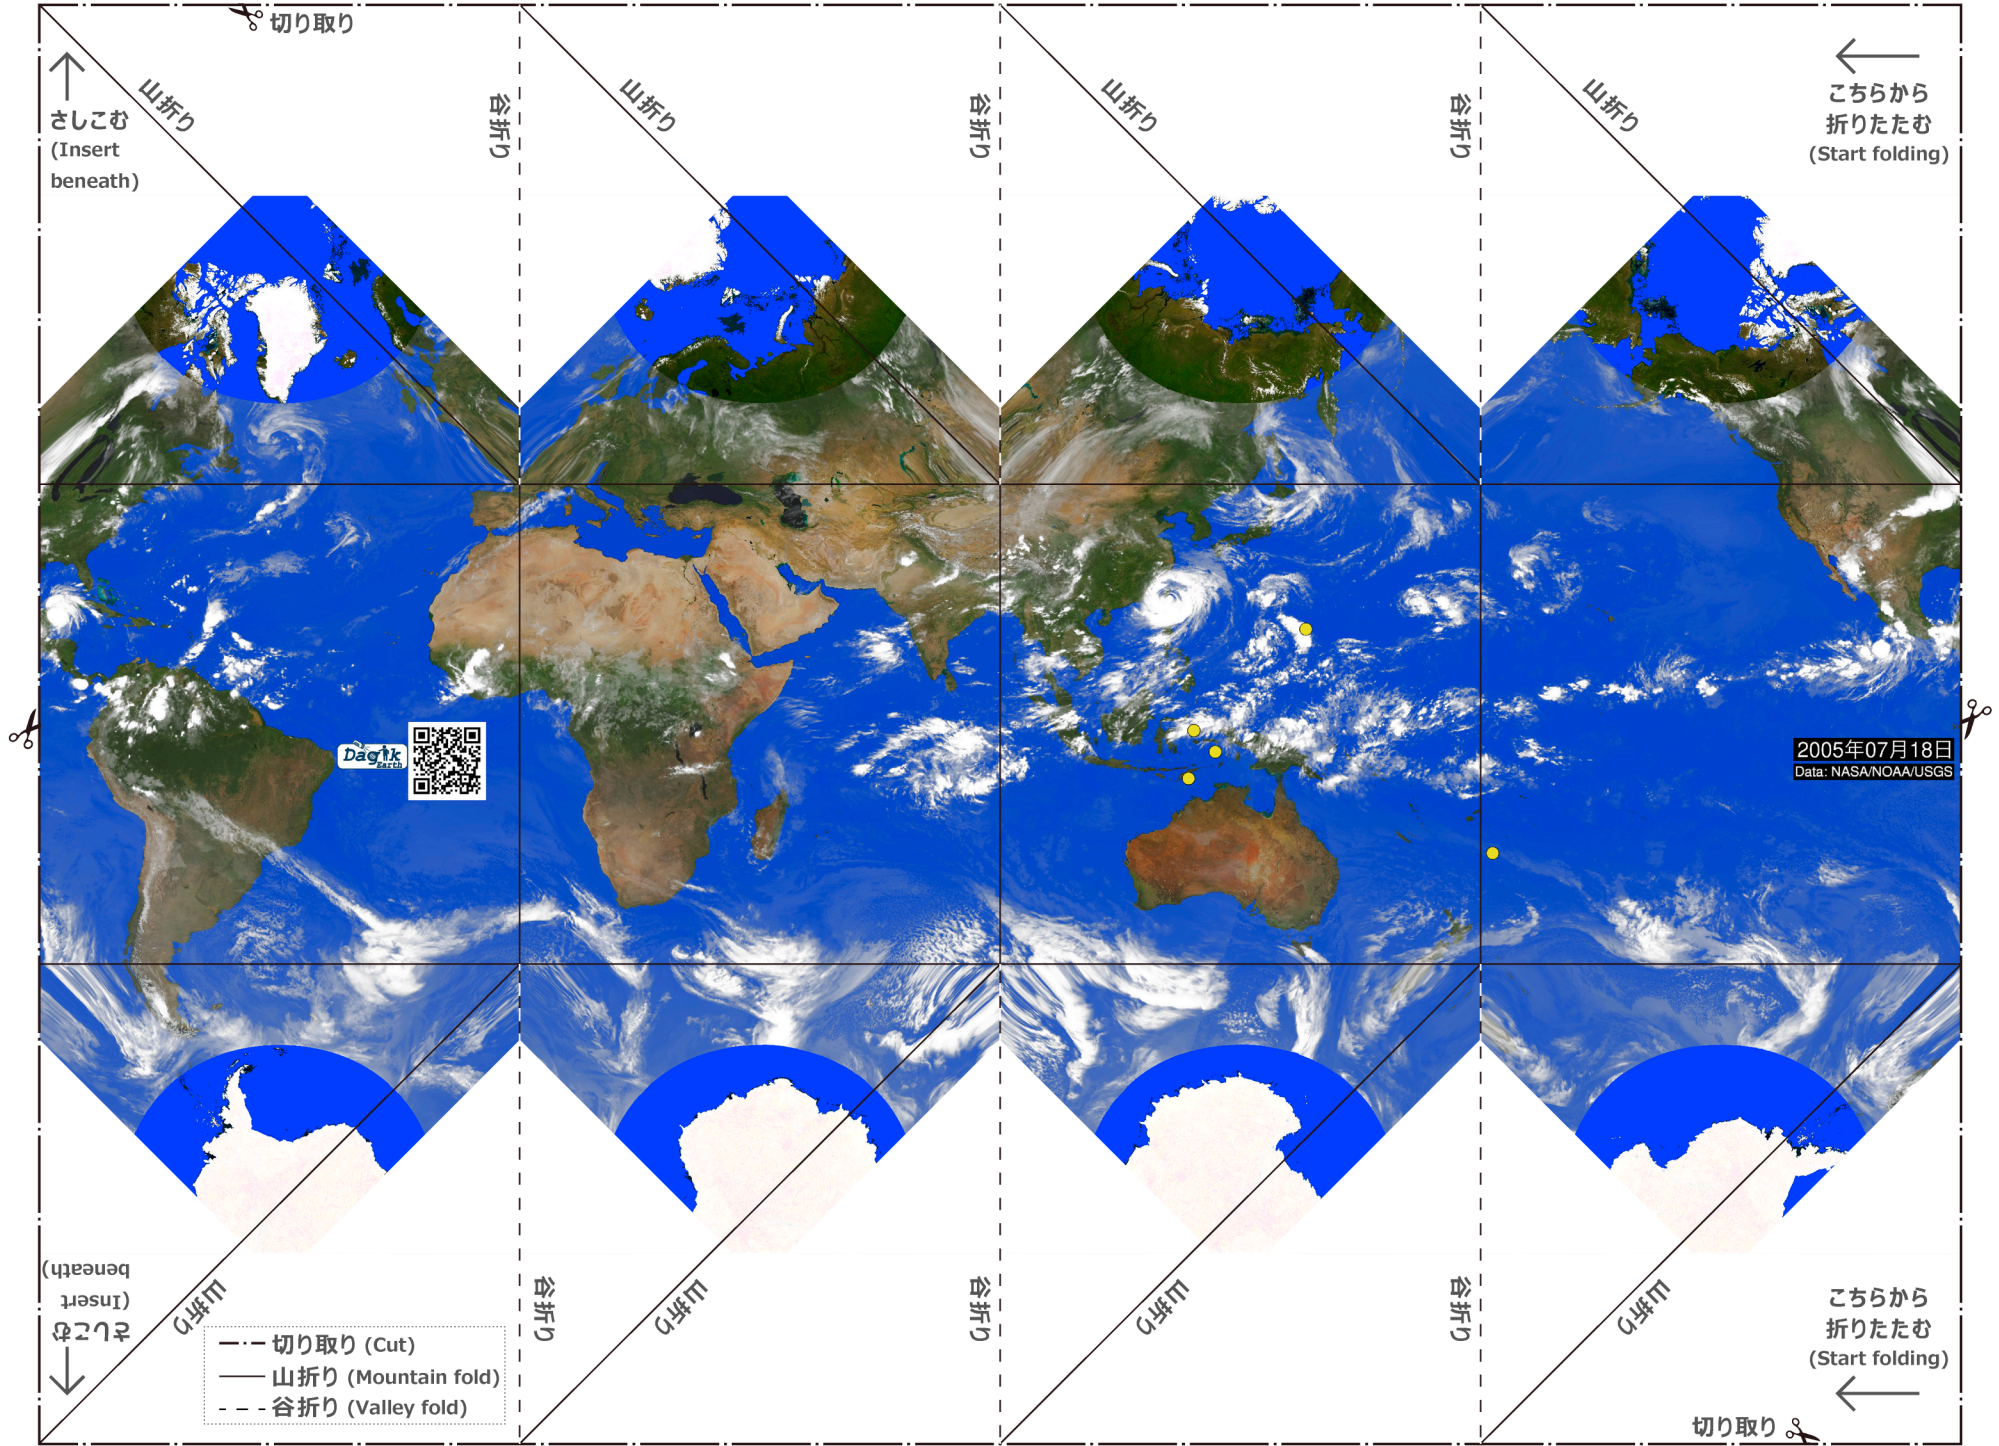 切り取り
さしこむ
(Insert
beneath)
山折り
谷折り
山折り
谷折り
山折り
谷折り
山折り
こちらから
折りたたむ
(Start folding)
Dagik
Earth
2005年07月18日
Data: NASA/NOAA/USGS
さしこむ
(Insert
beneath)
山折り
谷折り
山折り
谷折り
山折り
谷折り
山折り
こちらから
折りたたむ
(Start folding)
切り取り (Cut)
山折り (Mountain fold)
谷折り (Valley fold)
切り取り